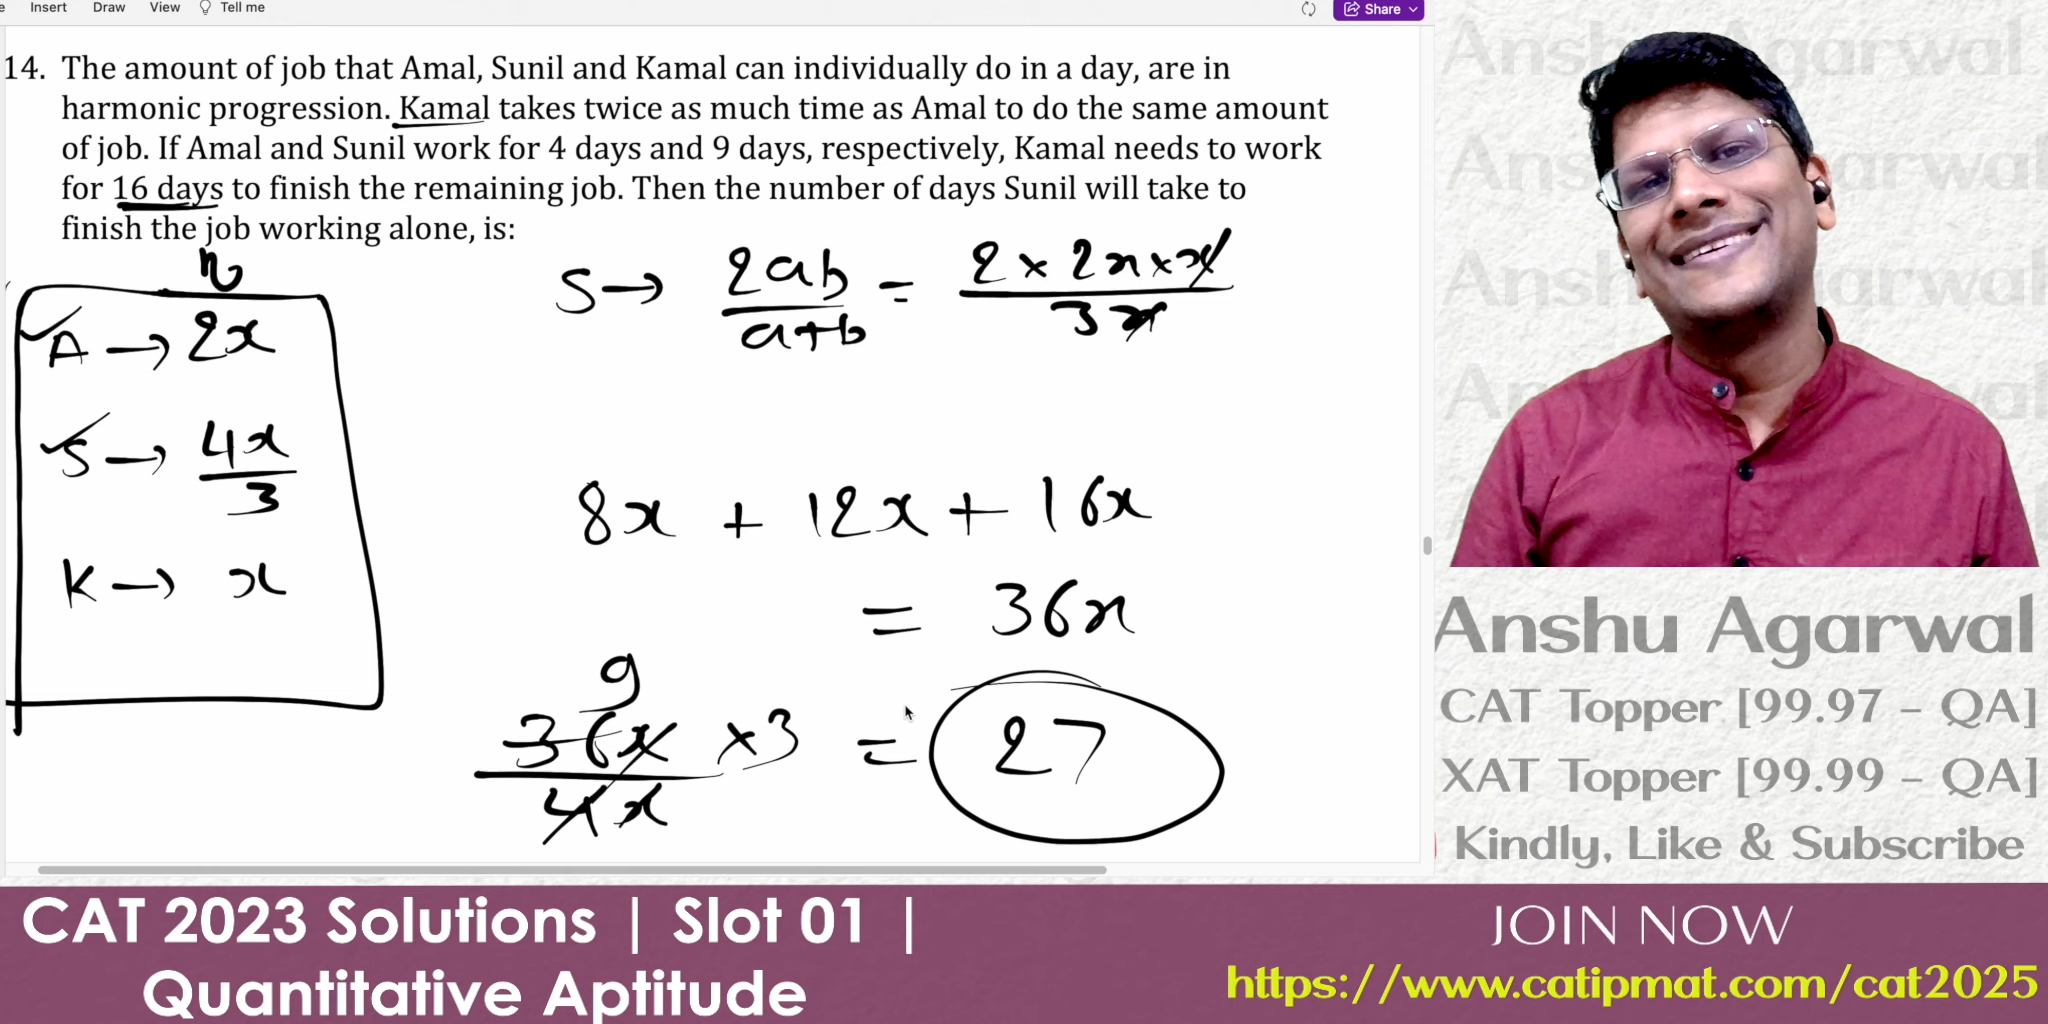 Insert Draw View Tell me Share
14. The amount of job that Amal, Sunil and Kamal can individually do in a day, are in
harmonic progression. Kamal takes twice as much time as Amal to do the same amount
of job. If Amal and Sunil work for 4 days and 9 days, respectively, Kamal needs to work
for 16 days to finish the remaining job. Then the number of days Sunil will take to
finish the job working alone, is:
S → 2ab / a+b = 2 × 2x × x / 3x
A → 2x
S → 4x / 3
K → x
8x + 12x + 16x
= 36x
9
36x / 4x × 3 = 27
Anshu Agarwal
Anshu Agarwal
CAT Topper [99.97 - QA]
XAT Topper [99.99 - QA]
Kindly, Like & Subscribe
CAT 2023 Solutions | Slot 01 |
Quantitative Aptitude
JOIN NOW
https://www.catipmat.com/cat2025